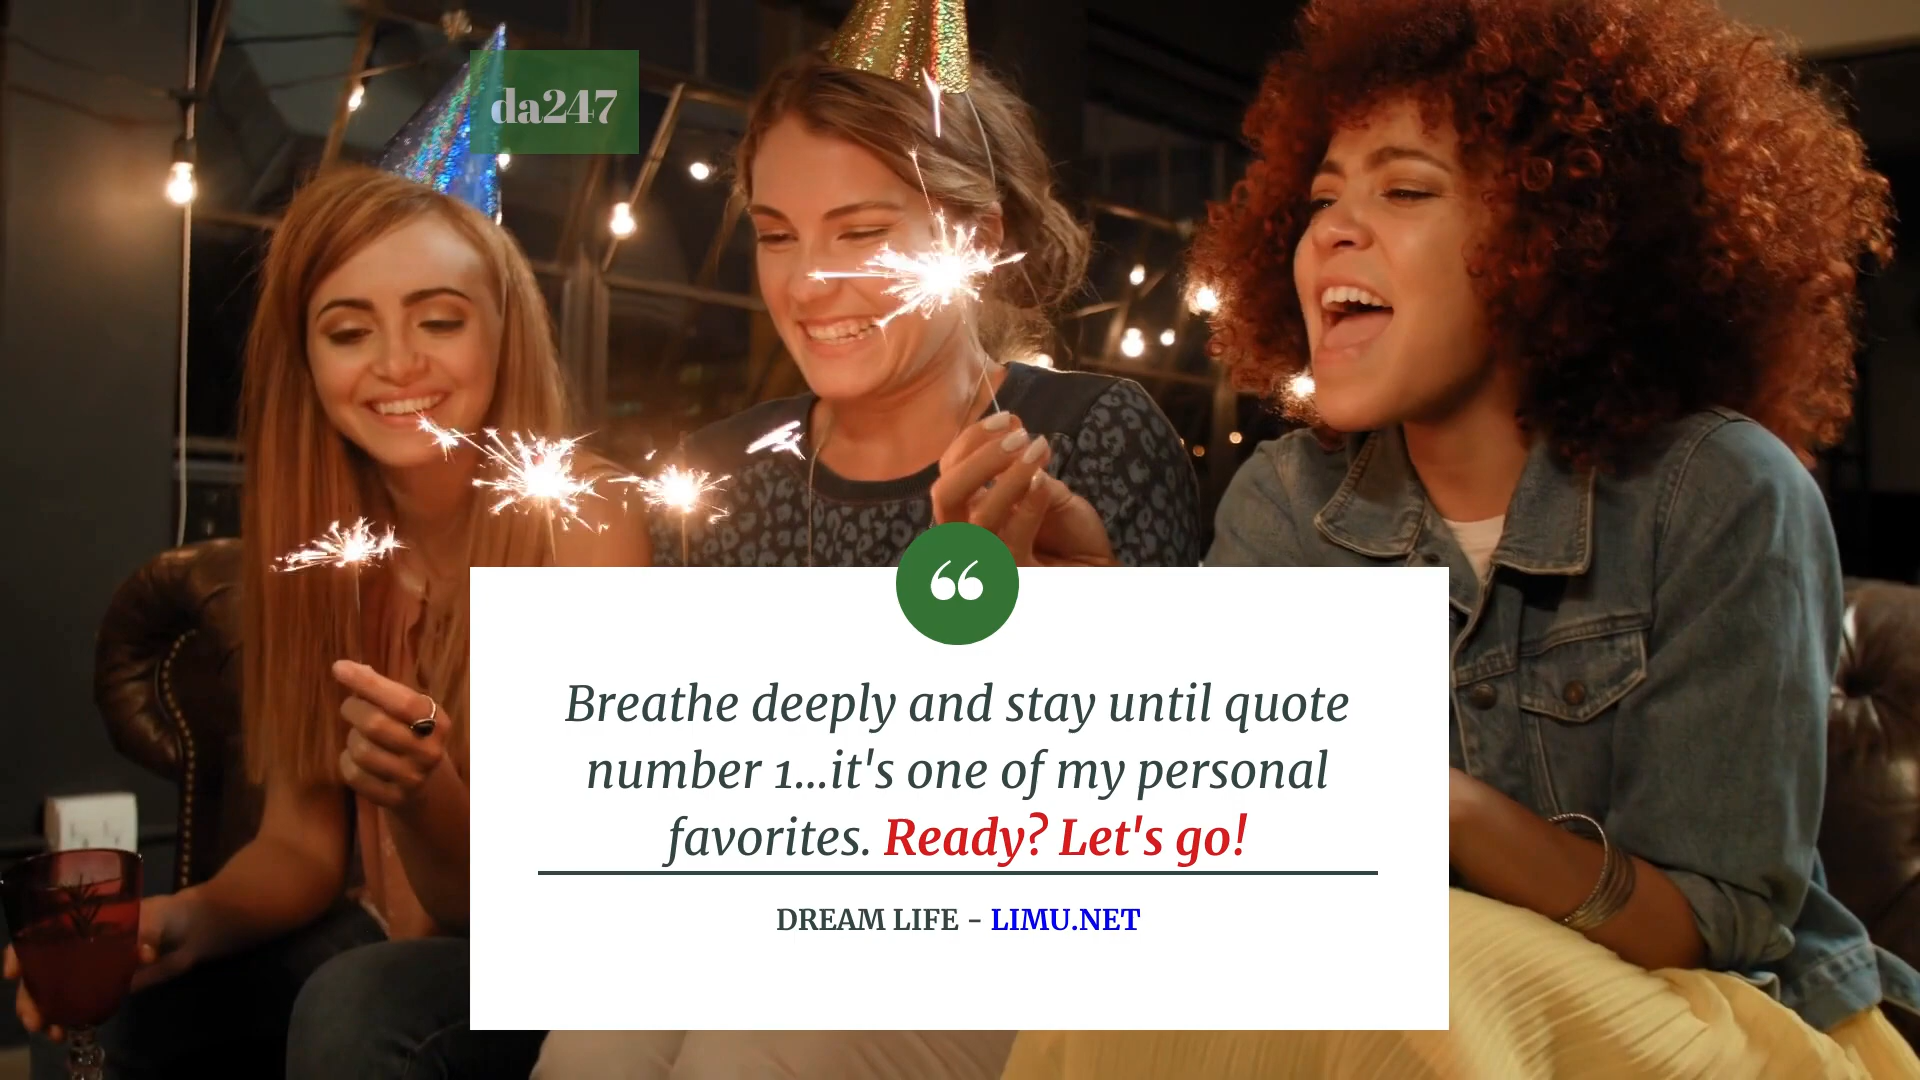 da247
“
Breathe deeply and stay until quote
number 1...it's one of my personal
favorites. Ready? Let's go!
DREAM LIFE - LIMU.NET